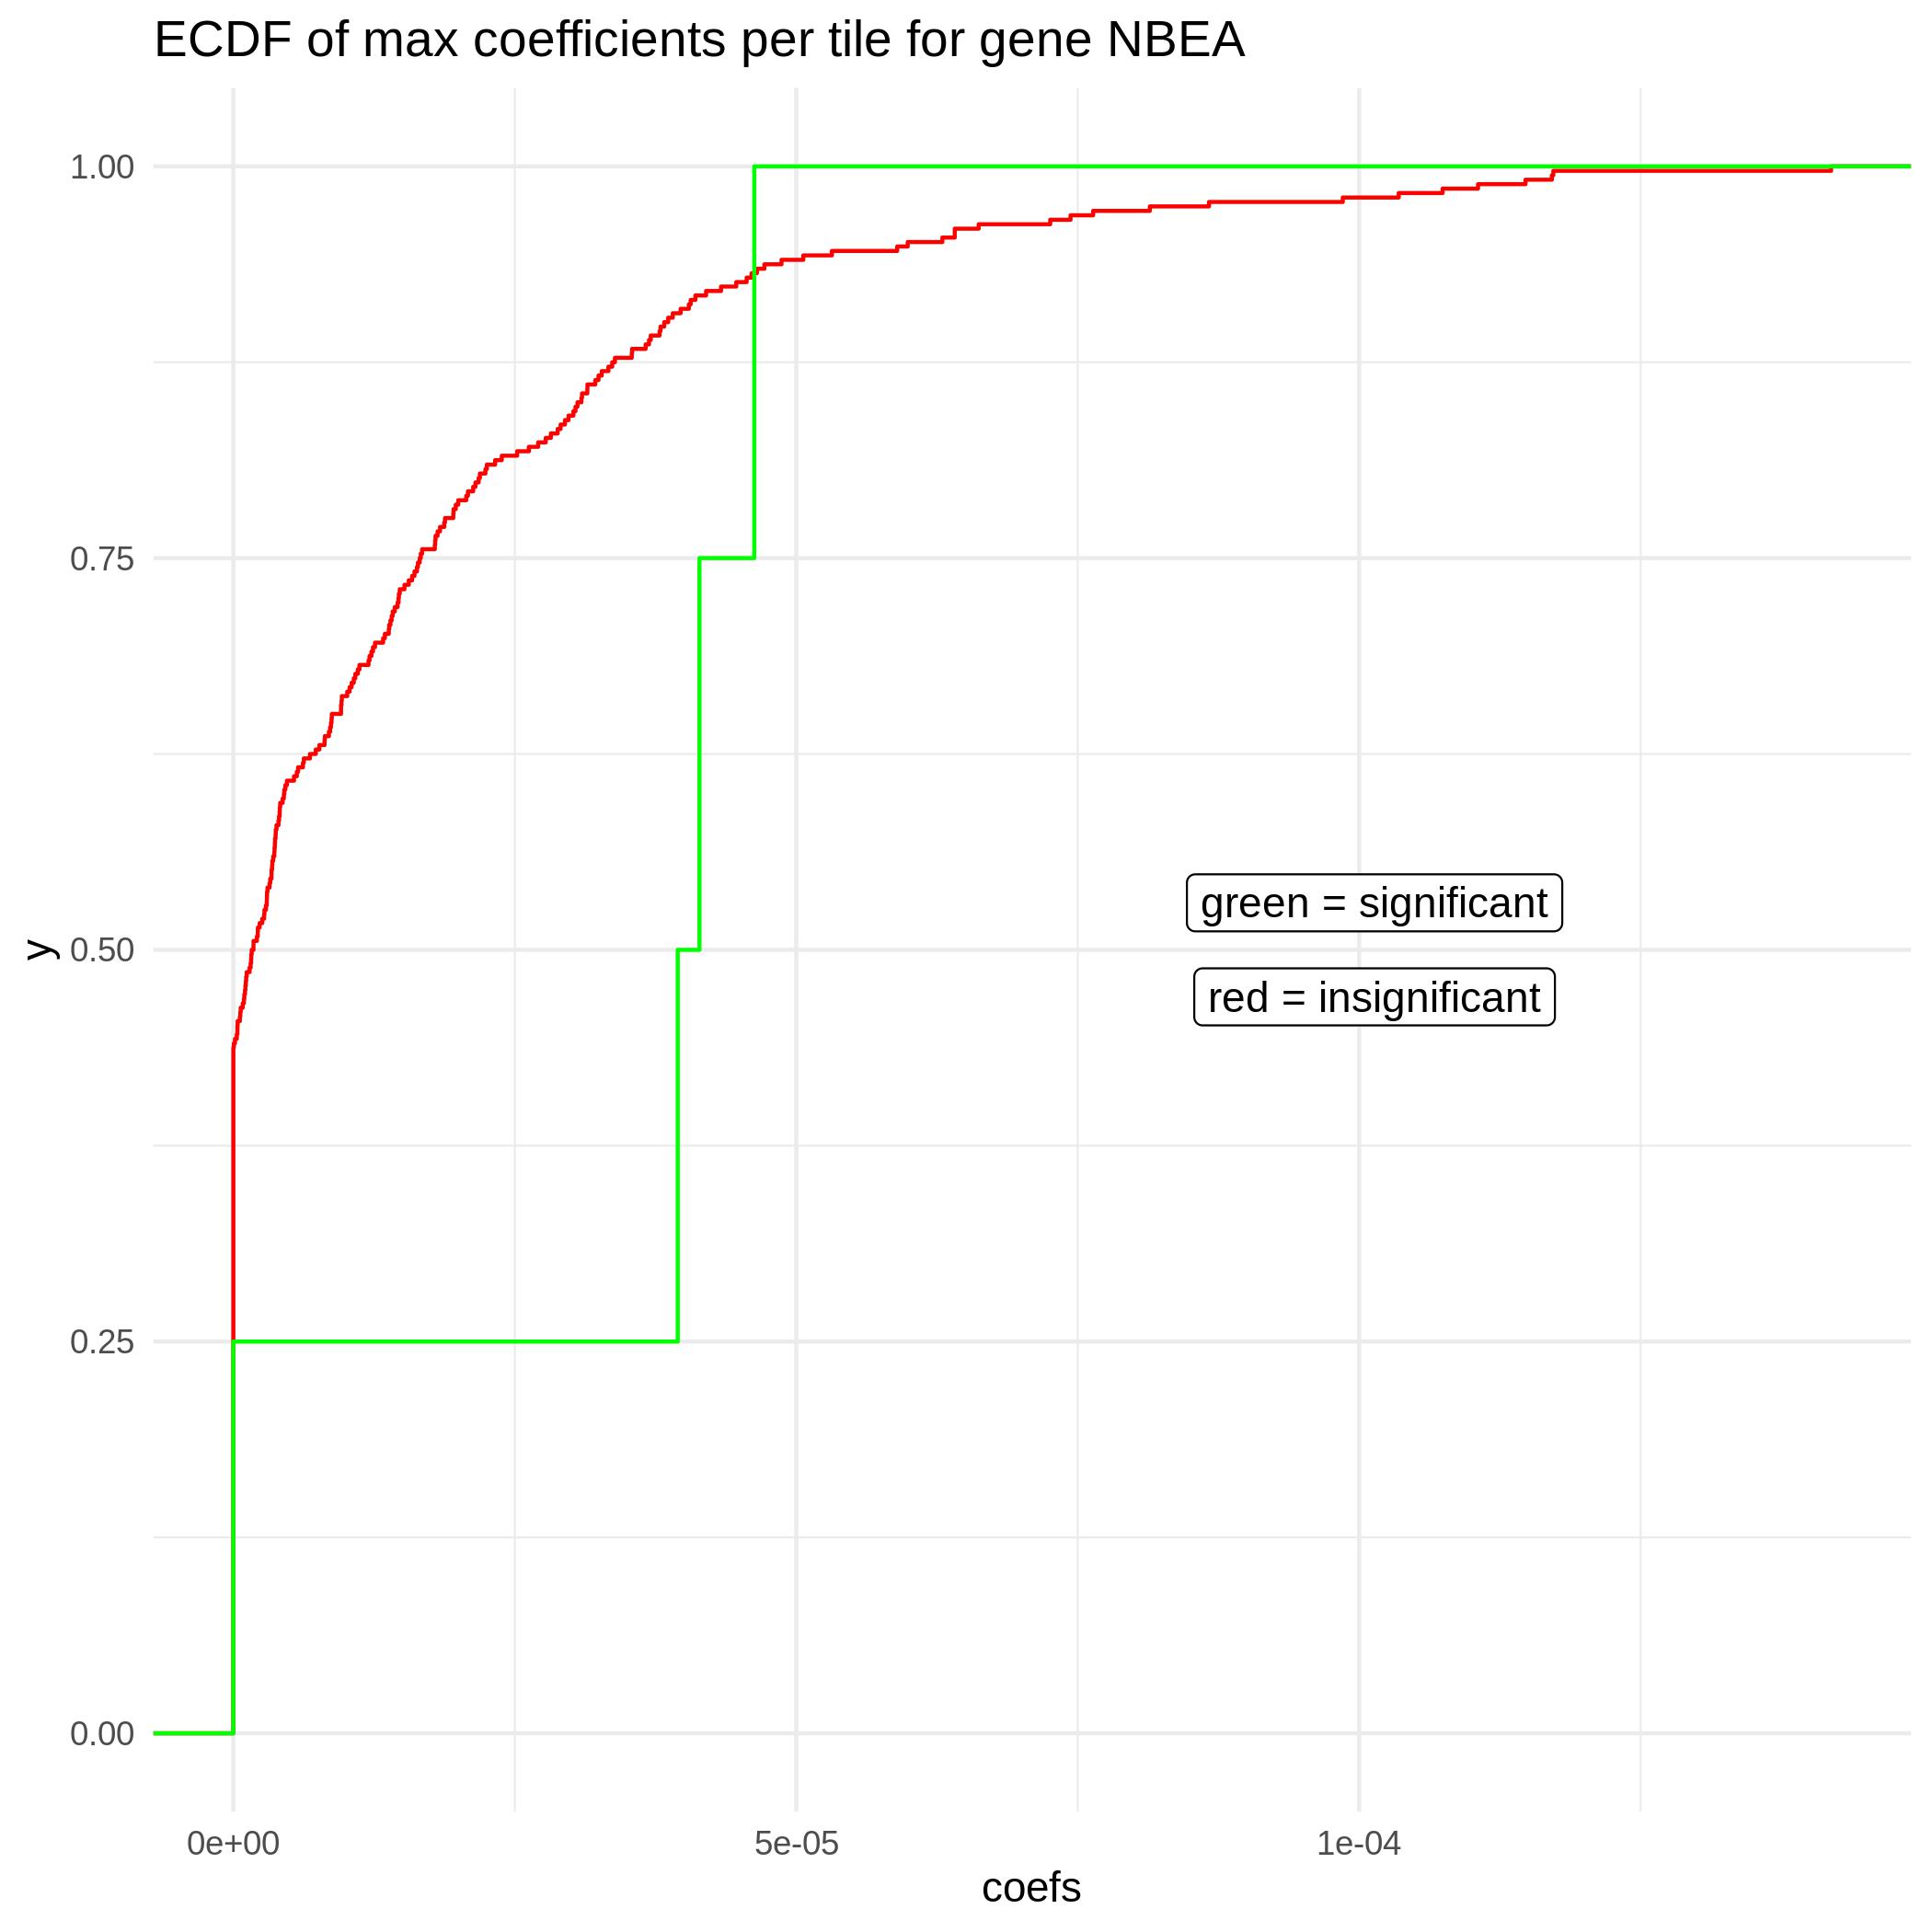 ECDF of max coefficients per tile for gene NBEA
1.00
0.75
0.50
0.25
0.00
y
green = significant
red = insignificant
0e+00
5e-05
1e-04
coefs